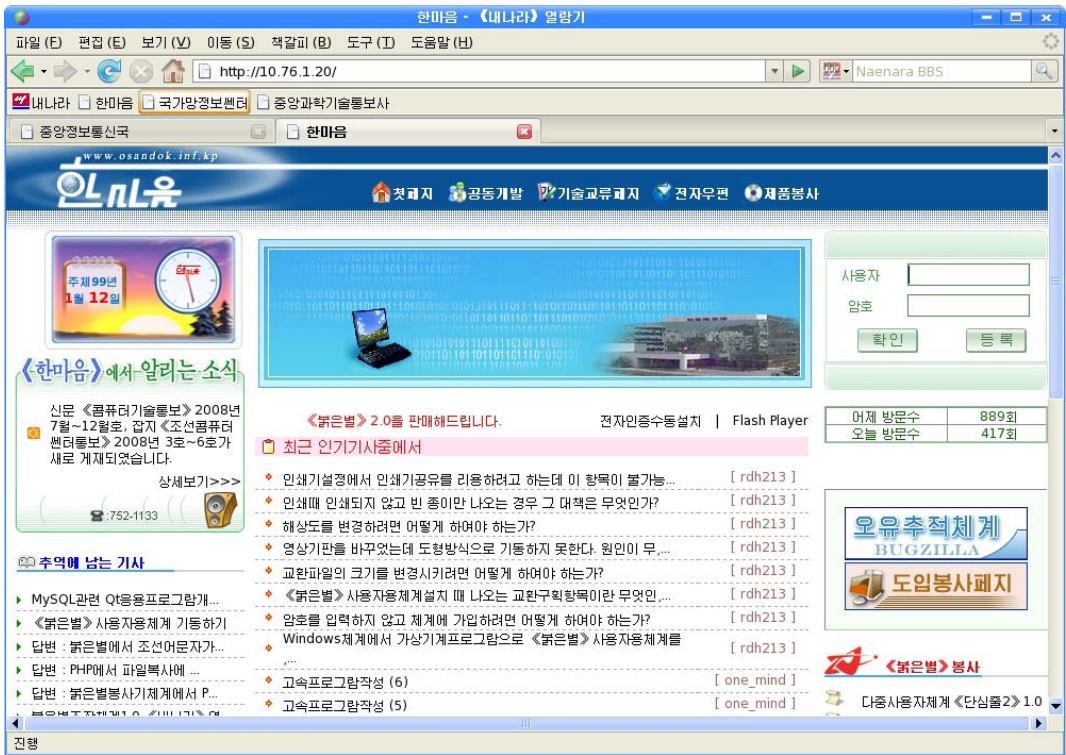 한마음 - 《내나라》 열람기
파일 (F) 편집 (E) 보기 (V) 이동 (S) 책갈피 (B) 도구 (T) 도움말 (H)
http://10.76.1.20/
Naenara BBS
내나라 한마음 국가망정보쎈터 중앙과학기술통보사
중앙정보통신국 한마음
www.osandok.inf.kp
한마음
첫페지 공동개발 기술교류페지 전자우편 제품봉사
주체99년
1월 12일
한마음
《한마음》에서 알리는 소식
신문 《콤퓨터기술통보》 2008년
7월~12월호, 잡지 《조선콤퓨터
쎈터통보》 2008년 3호~6호가
새로 게재되였습니다.
상세보기>>>
☎:752-1133
추억에 남는 기사
MySQL관련 Qt응용프로그람개...
《붉은별》 사용자용체계 기동하기
답변 : 붉은별에서 조선어문자가...
답변 : PHP에서 파일복사에 ...
답변 : 붉은별봉사기체계에서 P...
《붉은별》 2.0을 판매해드립니다.
전자인증수동설치 | Flash Player
최근 인기기사중에서
인쇄기설정에서 인쇄기공유를 리용하려고 하는데 이 항목이 불가능... [ rdh213 ]
인쇄때 인쇄되지 않고 빈 종이만 나오는 경우 그 대책은 무엇인가? [ rdh213 ]
해상도를 변경하려면 어떻게 하여야 하는가? [ rdh213 ]
영상기판을 바꾸었는데 도형방식으로 기동하지 못한다. 원인이 무,... [ rdh213 ]
교환파일의 크기를 변경시키려면 어떻게 하여야 하는가? [ rdh213 ]
《붉은별》 사용자용체계설치 때 나오는 교환구획항목이란 무엇인,... [ rdh213 ]
암호를 입력하지 않고 체계에 가입하려면 어떻게 하여야 하는가? [ rdh213 ]
Windows체계에서 가상기계프로그람으로 《붉은별》 사용자용체계를
,... [ rdh213 ]
고속프로그람작성 (6) [ one_mind ]
고속프로그람작성 (5) [ one_mind ]
사용자
암호
확인 등록
어제 방문수 889회
오늘 방문수 417회
오유추적체계
BUGZILLA
도입봉사페지
《붉은별》 봉사
다중사용자체계 《단심줄2》 1.0
진행